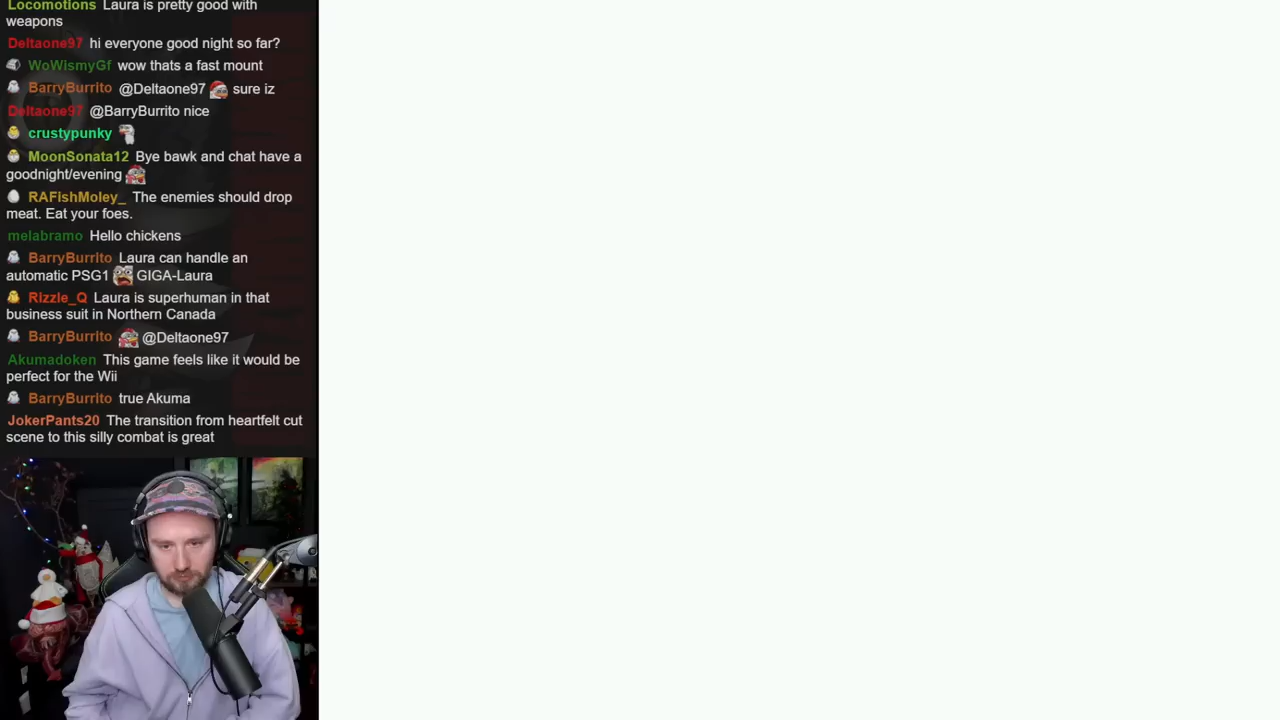 Locomotions Laura is pretty good with
weapons
Deltaone97 hi everyone good night so far?
WoWismyGf wow thats a fast mount
BarryBurrito @Deltaone97 sure iz
Deltaone97 @BarryBurrito nice
crustypunky
MoonSonata12 Bye bawk and chat have a
goodnight/evening
RAFishMoley_ The enemies should drop
meat. Eat your foes.
melabramo Hello chickens
BarryBurrito Laura can handle an
automatic PSG1 GIGA-Laura
Rizzle_Q Laura is superhuman in that
business suit in Northern Canada
BarryBurrito @Deltaone97
Akumadoken This game feels like it would be
perfect for the Wii
BarryBurrito true Akuma
JokerPants20 The transition from heartfelt cut
scene to this silly combat is great